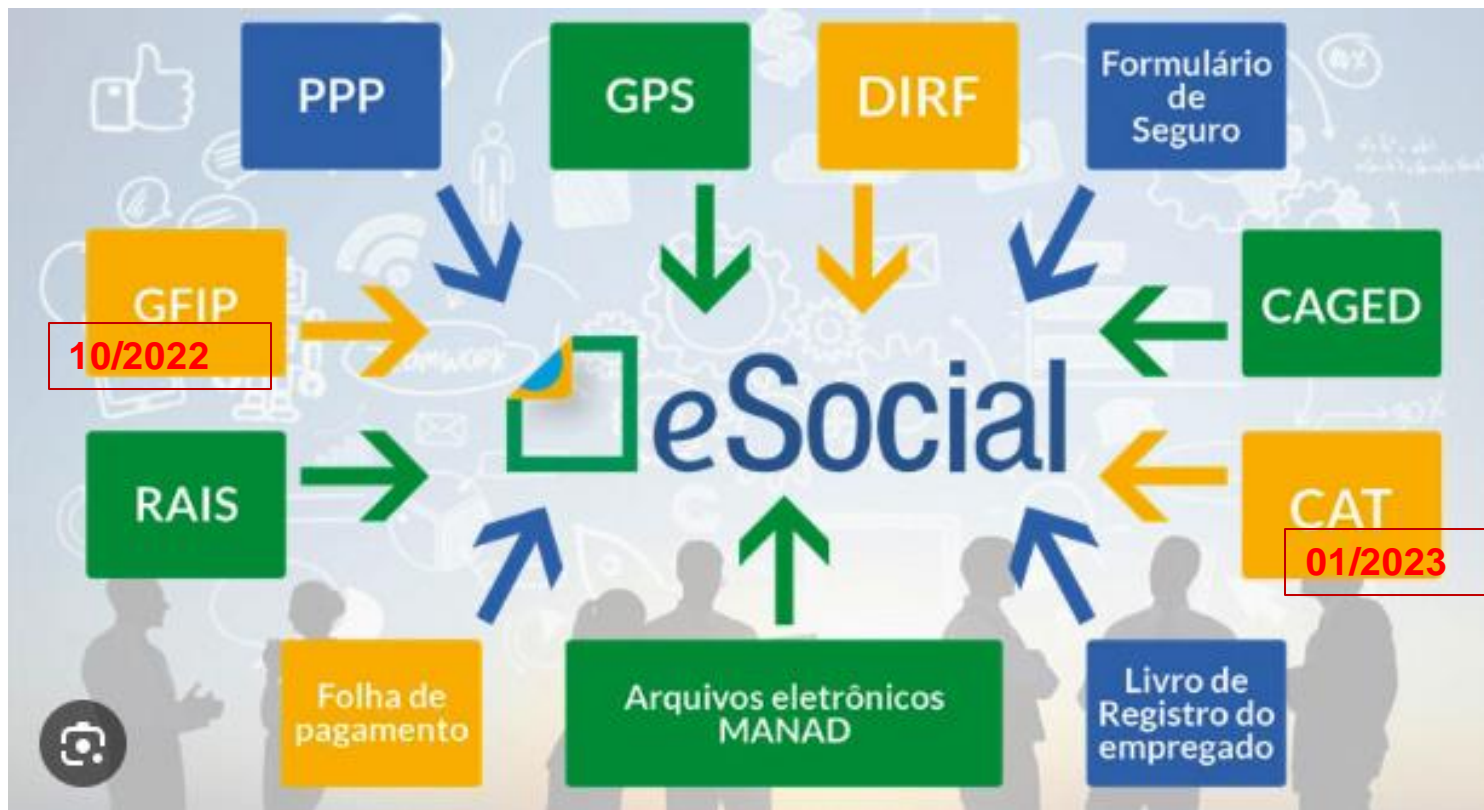 PPP
GPS
DIRF
Formulário
de
Seguro
GFIP
10/2022
CAGED
eSocial
RAIS
CAT
01/2023
Folha de
pagamento
Arquivos eletrônicos
MANAD
Livro de
Registro do
empregado